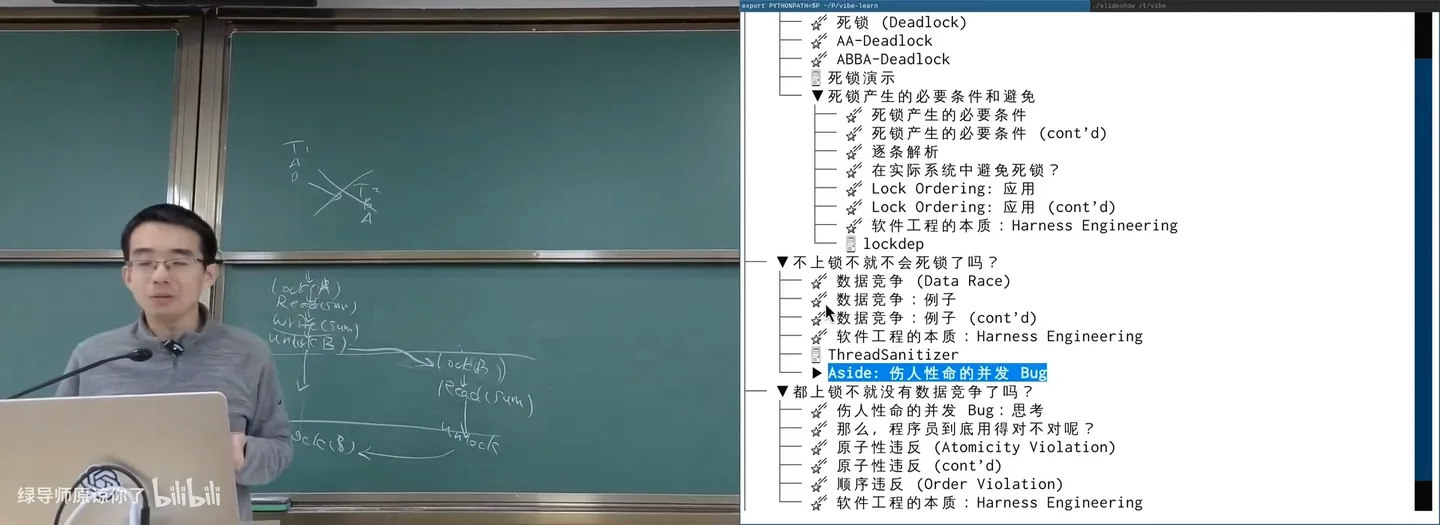 T1
A
B
T2
B
A
Lock(A)
Read(sum)
Write(sum)
Unlock(B)
Lock(B)
Read(sum)
Unlock
Lock(B)
绿导师原谅你了 bilibili
export PYTHONPATH=$P ~/P/vibe-learn
./slideshow /t/vibe
死锁 (Deadlock)
AA-Deadlock
ABBA-Deadlock
死锁演示
▼死锁产生的必要条件和避免
死锁产生的必要条件
死锁产生的必要条件 (cont'd)
逐条解析
在实际系统中避免死锁？
Lock Ordering: 应用
Lock Ordering: 应用 (cont'd)
软件工程的本质：Harness Engineering
lockdep
▼不上锁不就不会死锁了吗？
数据竞争 (Data Race)
数据竞争：例子
数据竞争：例子 (cont'd)
软件工程的本质：Harness Engineering
ThreadSanitizer
▶ Aside: 伤人性命的并发 Bug
▼都上锁不就没有数据竞争了吗？
伤人性命的并发 Bug：思考
那么，程序员到底用得对不对呢？
原子性违反 (Atomicity Violation)
原子性违反 (cont'd)
顺序违反 (Order Violation)
软件工程的本质：Harness Engineering